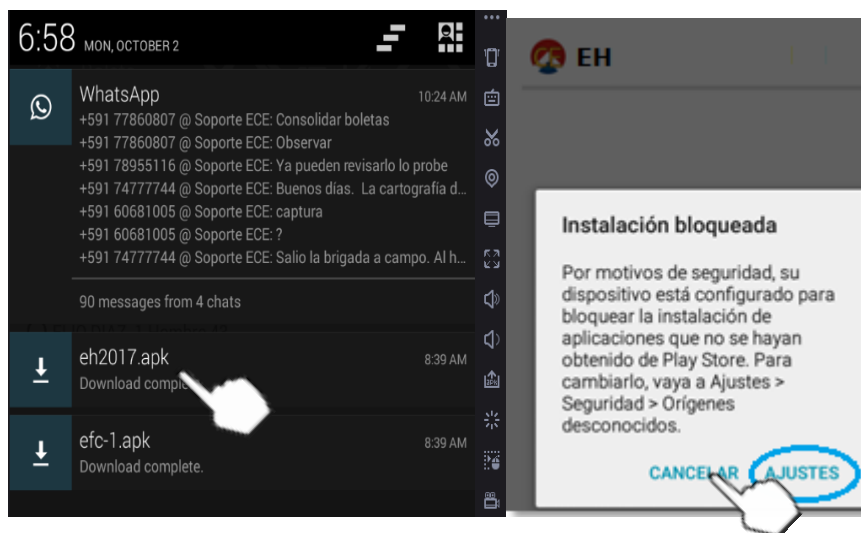 6:58 MON, OCTOBER 2
WhatsApp 10:24 AM
+591 77860807 @ Soporte ECE: Consolidar boletas
+591 77860807 @ Soporte ECE: Observar
+591 78955116 @ Soporte ECE: Ya pueden revisarlo lo probe
+591 74777744 @ Soporte ECE: Buenos días. La cartografía d...
+591 60681005 @ Soporte ECE: captura
+591 60681005 @ Soporte ECE: ?
+591 74777744 @ Soporte ECE: Salio la brigada a campo. Al h...
90 messages from 4 chats
eh2017.apk 8:39 AM
Download
efc-1.apk 8:39 AM
Download complete.
EH
Instalación bloqueada
Por motivos de seguridad, su
dispositivo está configurado para
bloquear la instalación de
aplicaciones que no se hayan
obtenido de Play Store. Para
cambiarlo, vaya a Ajustes >
Seguridad > Orígenes
desconocidos.
CANCELAR AJUSTES